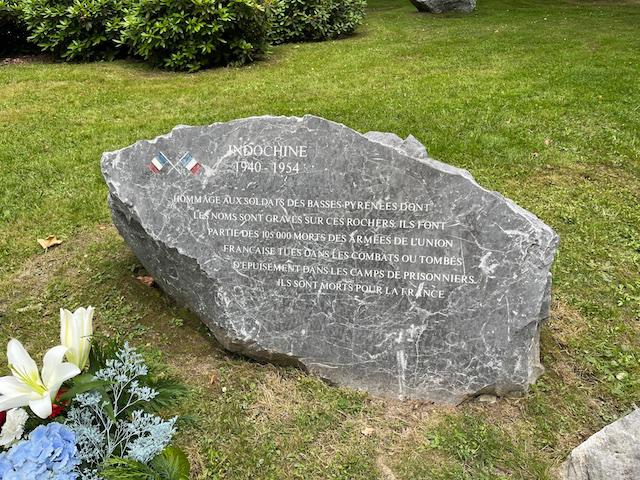 INDOCHINE
1940 - 1954
HOMMAGE AUX SOLDATS DES BASSES-PYRENEES DONT
LES NOMS SONT GRAVES SUR CES ROCHERS. ILS FONT
PARTIE DES 105 000 MORTS DES ARMEES DE L'UNION
FRANCAISE TUES DANS LES COMBATS OU TOMBES
D'EPUISEMENT DANS LES CAMPS DE PRISONNIERS.
ILS SONT MORTS POUR LA FRANCE